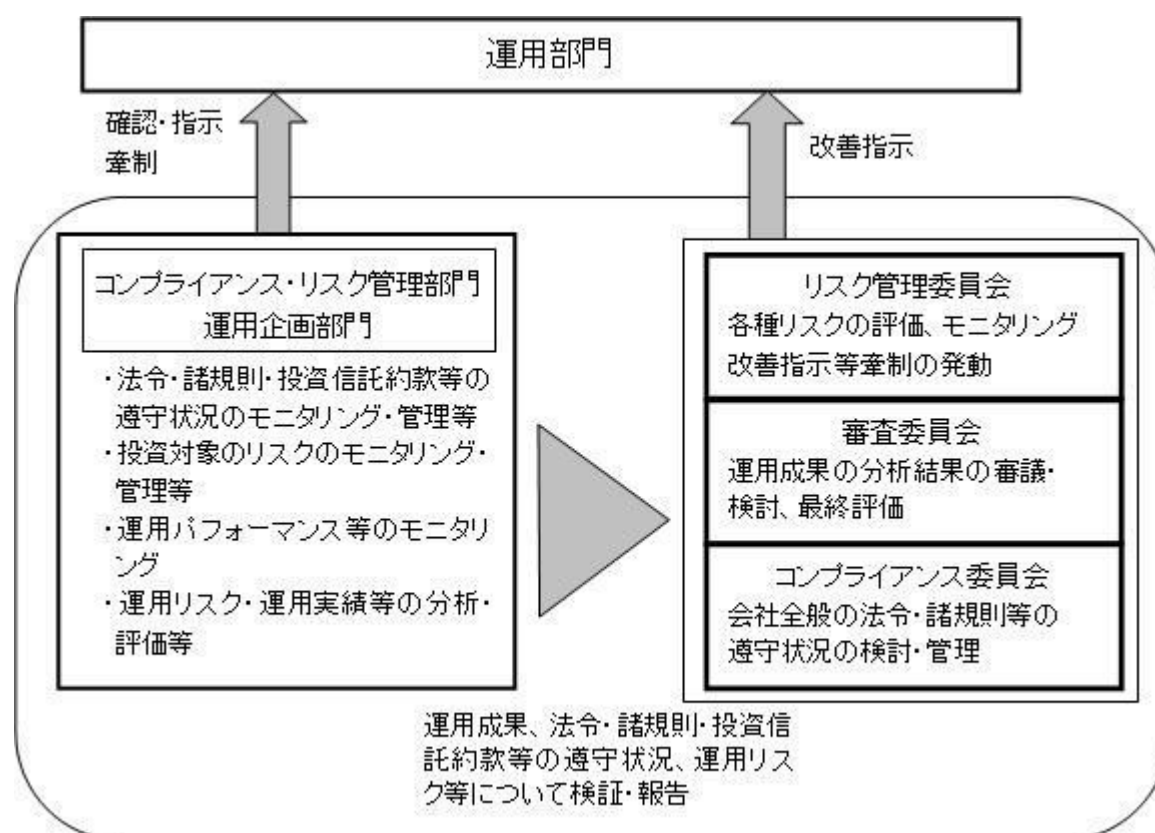 運用部門
確認・指示
牽制
改善指示
コンプライアンス・リスク管理部門
運用企画部門
・法令・諸規則・投資信託約款等の
遵守状況のモニタリング・管理等
・投資対象のリスクのモニタリング・
管理等
・運用パフォーマンス等のモニタリ
ング
・運用リスク・運用実績等の分析・
評価等
リスク管理委員会
各種リスクの評価、モニタリング
改善指示等牽制の発動
審査委員会
運用成果の分析結果の審議・
検討、最終評価
コンプライアンス委員会
会社全般の法令・諸規則等の
遵守状況の検討・管理
運用成果、法令・諸規則・投資信
託約款等の遵守状況、運用リス
ク等について検証・報告